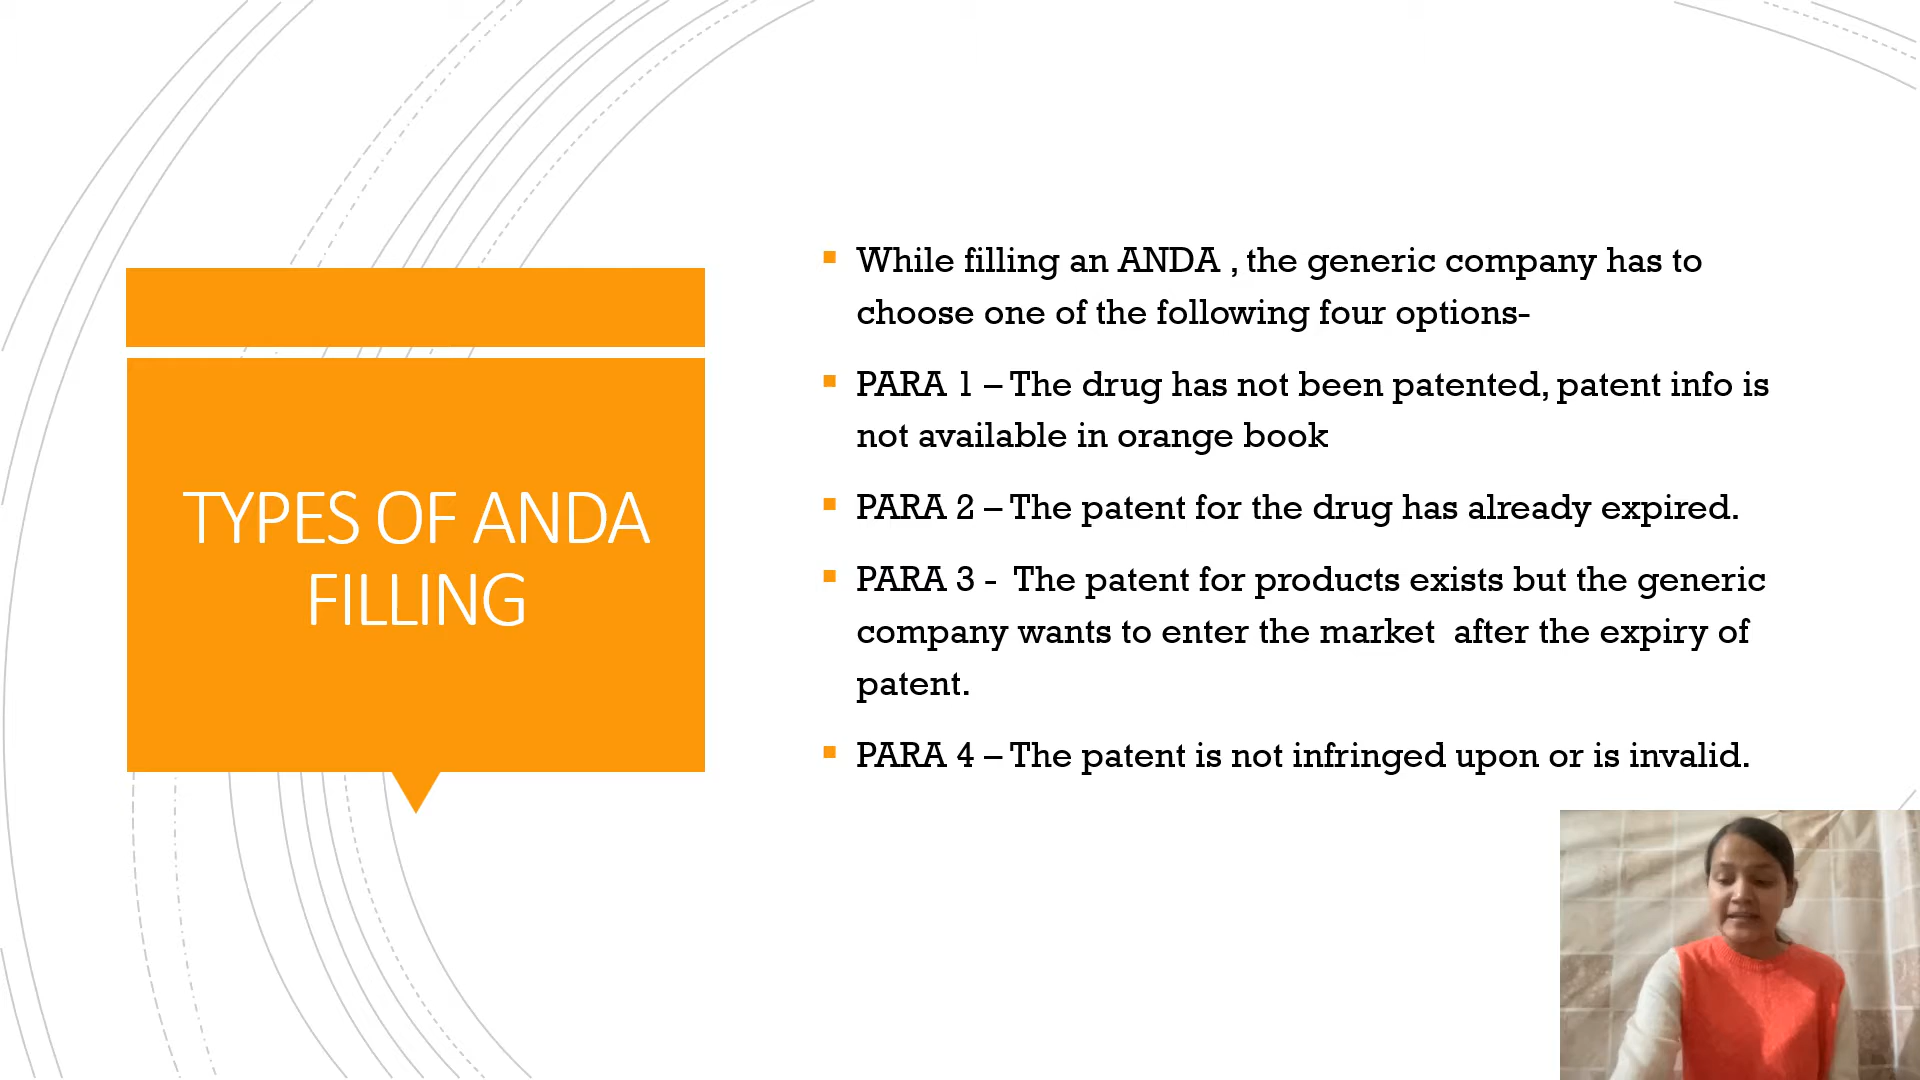 TYPES OF ANDA
FILLING
While filling an ANDA , the generic company has to
choose one of the following four options-
PARA 1 – The drug has not been patented, patent info is
not available in orange book
PARA 2 – The patent for the drug has already expired.
PARA 3 - The patent for products exists but the generic
company wants to enter the market after the expiry of
patent.
PARA 4 – The patent is not infringed upon or is invalid.